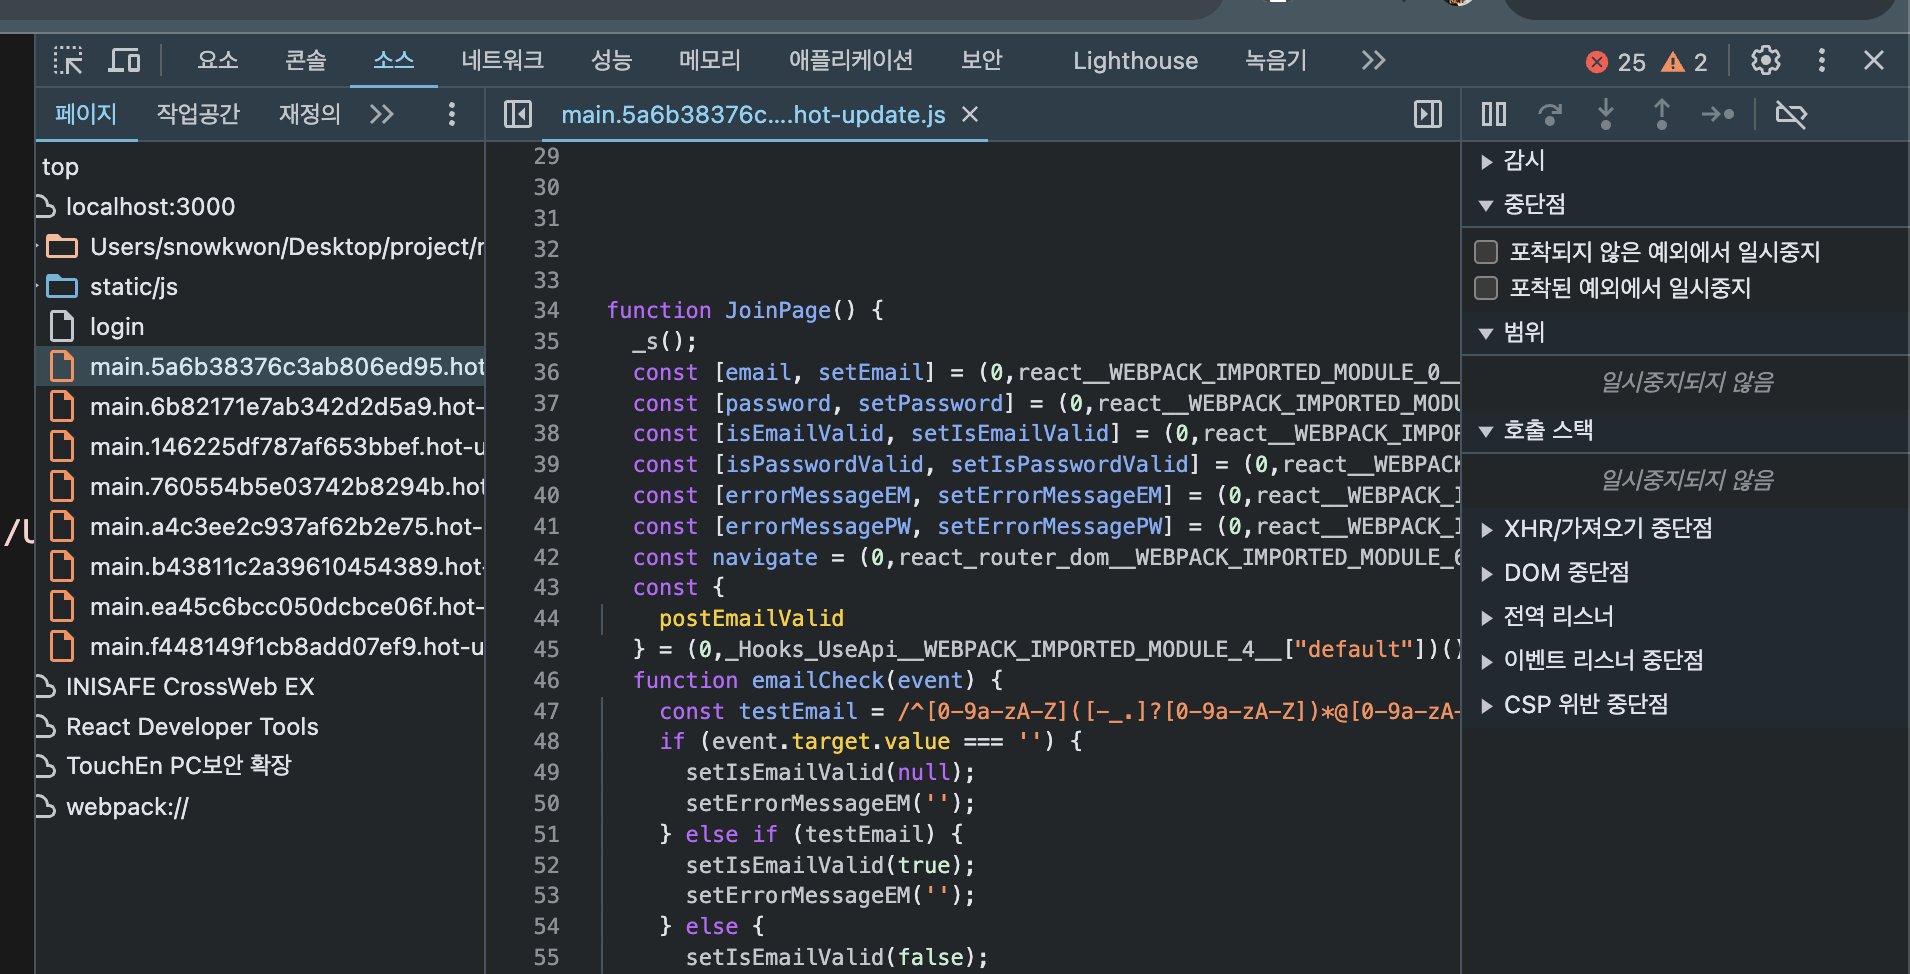 요소 콘솔 소스 네트워크 성능 메모리 애플리케이션 보안 Lighthouse 녹음기 25 2
페이지 작업공간 재정의
main.5a6b38376c....hot-update.js
top
localhost:3000
Users/snowkwon/Desktop/project/r
static/js
login
main.5a6b38376c3ab806ed95.hot
main.6b82171e7ab342d2d5a9.hot-
main.146225df787af653bbef.hot-u
main.760554b5e03742b8294b.hot
main.a4c3ee2c937af62b2e75.hot-
main.b43811c2a39610454389.hot-
main.ea45c6bcc050dcbce06f.hot-
main.f448149f1cb8add07ef9.hot-u
INISAFE CrossWeb EX
React Developer Tools
TouchEn PC보안 확장
webpack://
/U
29
30
31
32
33
34 function JoinPage() {
35 _s();
36 const [email, setEmail] = (0,react__WEBPACK_IMPORTED_MODULE_0__
37 const [password, setPassword] = (0,react__WEBPACK_IMPORTED_MODU
38 const [isEmailValid, setIsEmailValid] = (0,react__WEBPACK_IMPOR
39 const [isPasswordValid, setIsPasswordValid] = (0,react__WEBPACK
40 const [errorMessageEM, setErrorMessageEM] = (0,react__WEBPACK_I
41 const [errorMessagePW, setErrorMessagePW] = (0,react__WEBPACK_I
42 const navigate = (0,react_router_dom__WEBPACK_IMPORTED_MODULE_6
43 const {
44 postEmailValid
45 } = (0,_Hooks_UseApi__WEBPACK_IMPORTED_MODULE_4__["default"])()
46 function emailCheck(event) {
47 const testEmail = /^[0-9a-zA-Z]([-_.]?[0-9a-zA-Z])*@[0-9a-zA-
48 if (event.target.value === '') {
49 setIsEmailValid(null);
50 setErrorMessageEM('');
51 } else if (testEmail) {
52 setIsEmailValid(true);
53 setErrorMessageEM('');
54 } else {
55 setIsEmailValid(false);
감시
중단점
포착되지 않은 예외에서 일시중지
포착된 예외에서 일시중지
범위
일시중지되지 않음
호출 스택
일시중지되지 않음
XHR/가져오기 중단점
DOM 중단점
전역 리스너
이벤트 리스너 중단점
CSP 위반 중단점